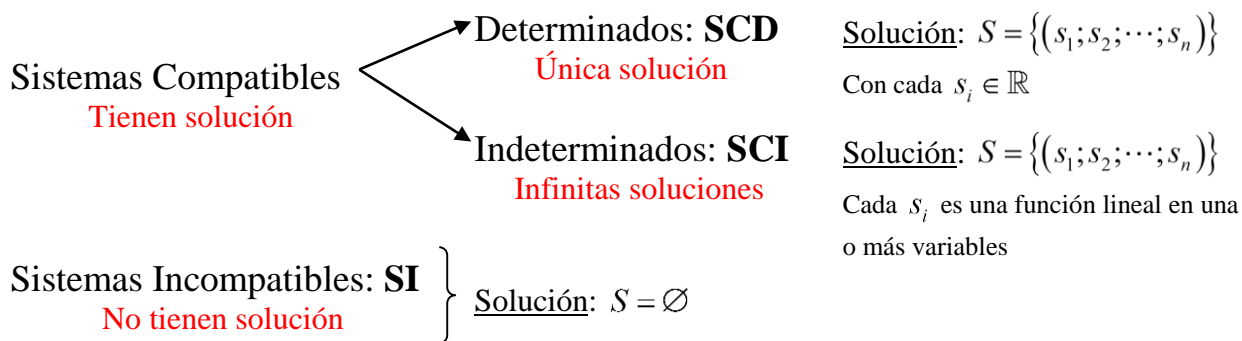 Sistemas Compatibles
Tienen solución
Determinados: SCD
Única solución
Solución: S = {(s₁; s₂; ⋯; sₙ)}
Con cada sᵢ ∈ ℝ
Indeterminados: SCI
Infinitas soluciones
Solución: S = {(s₁; s₂; ⋯; sₙ)}
Cada sᵢ es una función lineal en una
o más variables
Sistemas Incompatibles: SI
No tienen solución
Solución: S = ∅